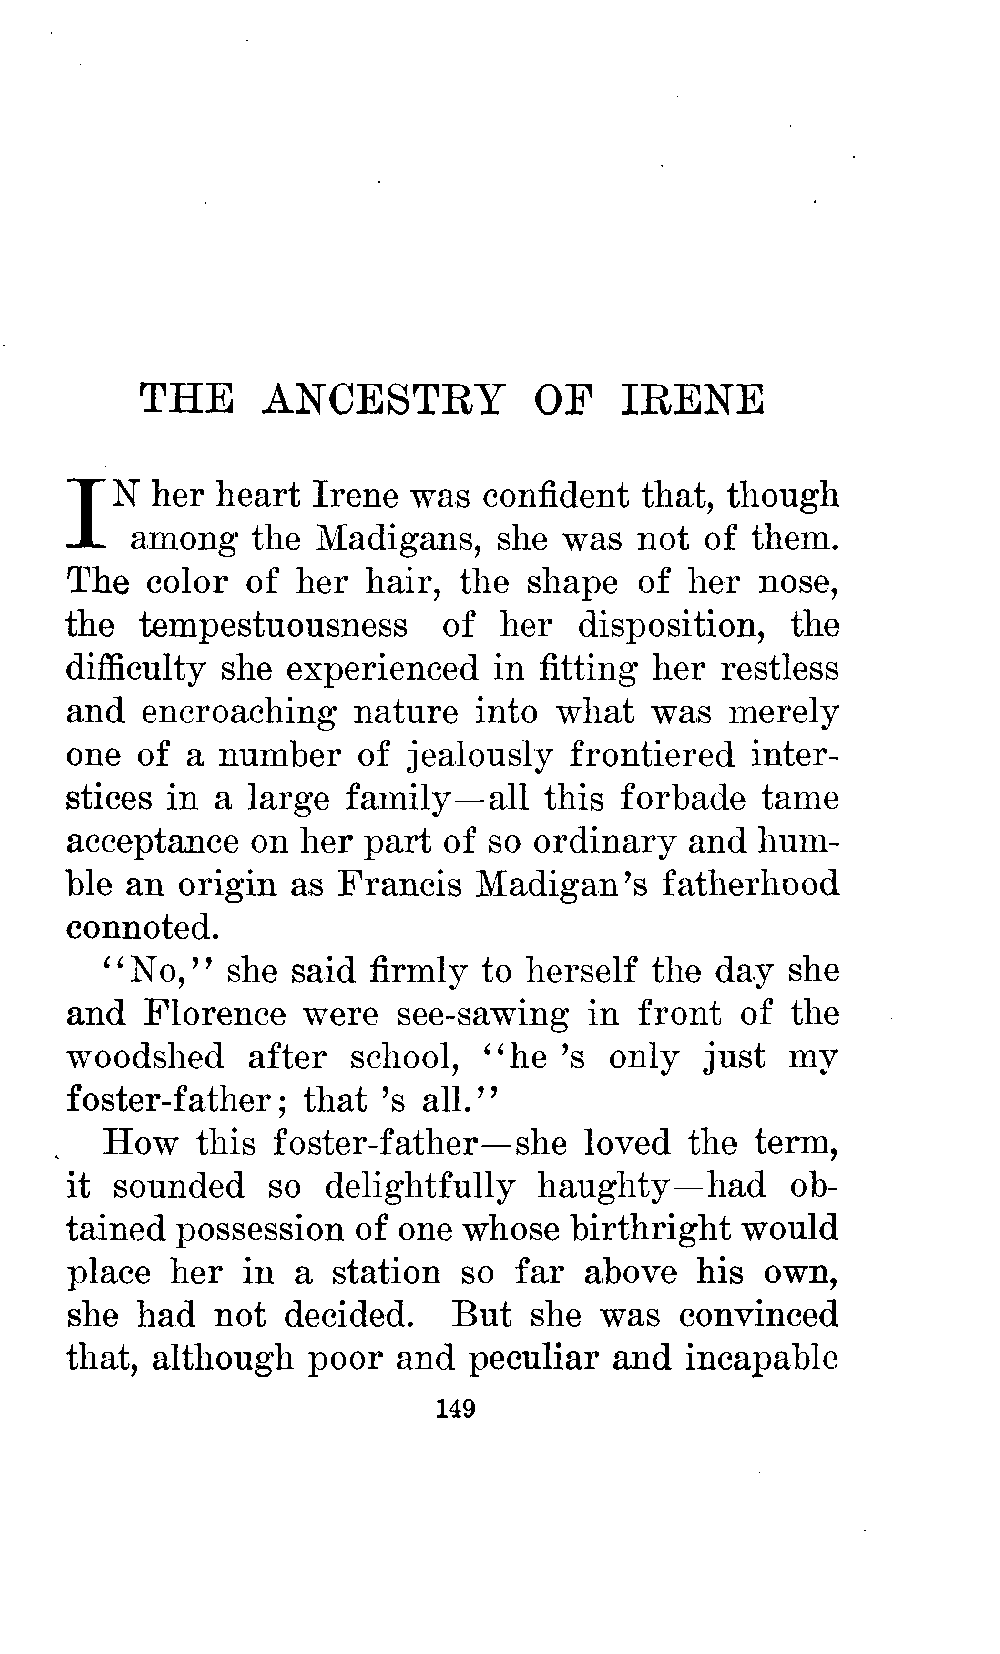 THE ANCESTRY OF IRENE
IN her heart Irene was confident that, though
among the Madigans, she was not of them.
The color of her hair, the shape of her nose,
the tempestuousness of her disposition, the
difficulty she experienced in fitting her restless
and encroaching nature into what was merely
one of a number of jealously frontiered inter-
stices in a large family—all this forbade tame
acceptance on her part of so ordinary and hum-
ble an origin as Francis Madigan's fatherhood
connoted.
"No," she said firmly to herself the day she
and Florence were see-sawing in front of the
woodshed after school, "he 's only just my
foster-father; that 's all."
How this foster-father—she loved the term,
it sounded so delightfully haughty—had ob-
tained possession of one whose birthright would
place her in a station so far above his own,
she had not decided. But she was convinced
that, although poor and peculiar and incapable
149